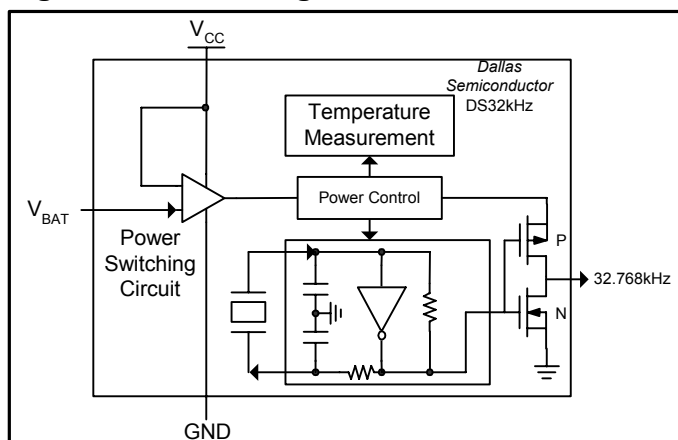 V_CC
Dallas
Semiconductor
DS32kHz
Temperature
Measurement
Power Control
V_BAT
Power
Switching
Circuit
P
32.768kHz
N
GND